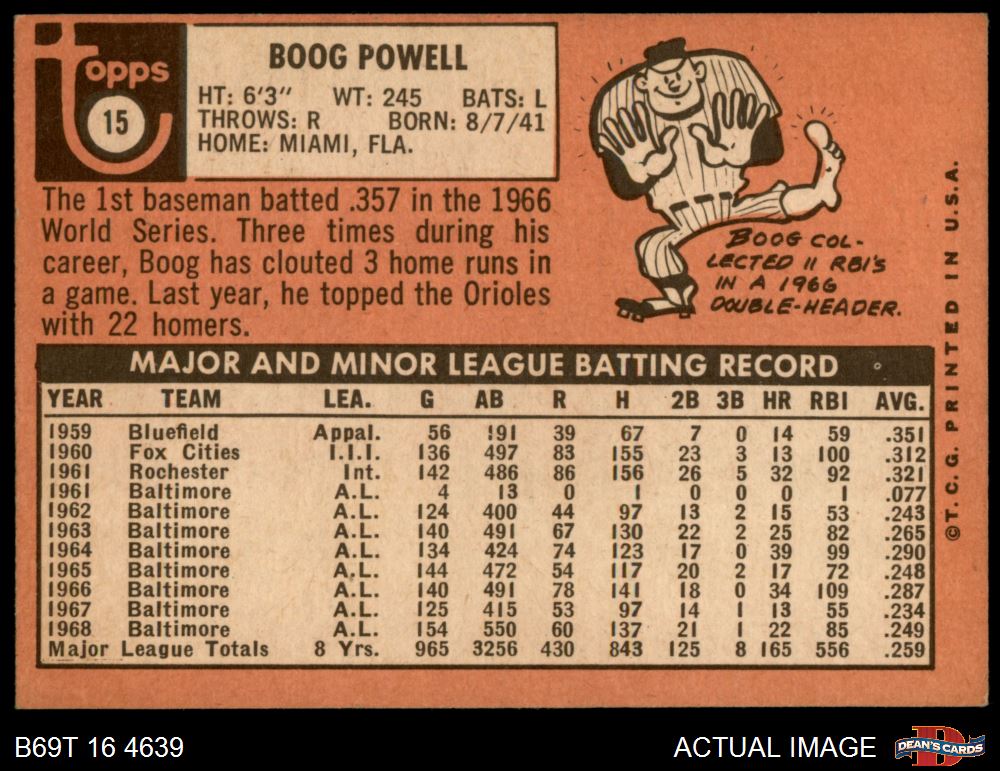 topps
15
BOOG POWELL
HT: 6'3" WT: 245 BATS: L
THROWS: R BORN: 8/7/41
HOME: MIAMI, FLA.
The 1st baseman batted .357 in the 1966
World Series. Three times during his
career, Boog has clouted 3 home runs in
a game. Last year, he topped the Orioles
with 22 homers.
BOOG COL-
LECTED 11 RBI'S
IN A 1966
DOUBLE-HEADER.
MAJOR AND MINOR LEAGUE BATTING RECORD
YEAR TEAM LEA. G AB R H 2B 3B HR RBI AVG.
1959 Bluefield Appal. 56 191 39 67 7 0 14 59 .351
1960 Fox Cities I.I.I. 136 497 83 155 23 3 13 100 .312
1961 Rochester Int. 142 486 86 156 26 5 32 92 .321
1961 Baltimore A.L. 4 13 0 1 0 0 0 1 .077
1962 Baltimore A.L. 124 400 44 97 13 2 15 53 .243
1963 Baltimore A.L. 140 491 67 130 22 2 25 82 .265
1964 Baltimore A.L. 134 424 74 123 17 0 39 99 .290
1965 Baltimore A.L. 144 472 54 117 20 2 17 72 .248
1966 Baltimore A.L. 140 491 78 141 18 0 34 109 .287
1967 Baltimore A.L. 125 415 53 97 14 1 13 55 .234
1968 Baltimore A.L. 154 550 60 137 21 1 22 85 .249
Major League Totals 8 Yrs. 965 3256 430 843 125 8 165 556 .259
©T.C.G. PRINTED IN U.S.A.
B69T 16 4639
ACTUAL IMAGE
DEAN'S CARDS